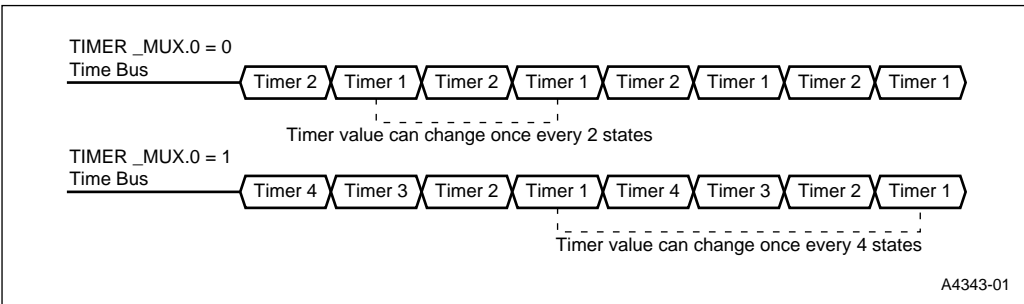 TIMER _MUX.0 = 0
Time Bus
Timer 2 Timer 1 Timer 2 Timer 1 Timer 2 Timer 1 Timer 2 Timer 1
Timer value can change once every 2 states
TIMER _MUX.0 = 1
Time Bus
Timer 4 Timer 3 Timer 2 Timer 1 Timer 4 Timer 3 Timer 2 Timer 1
Timer value can change once every 4 states
A4343-01